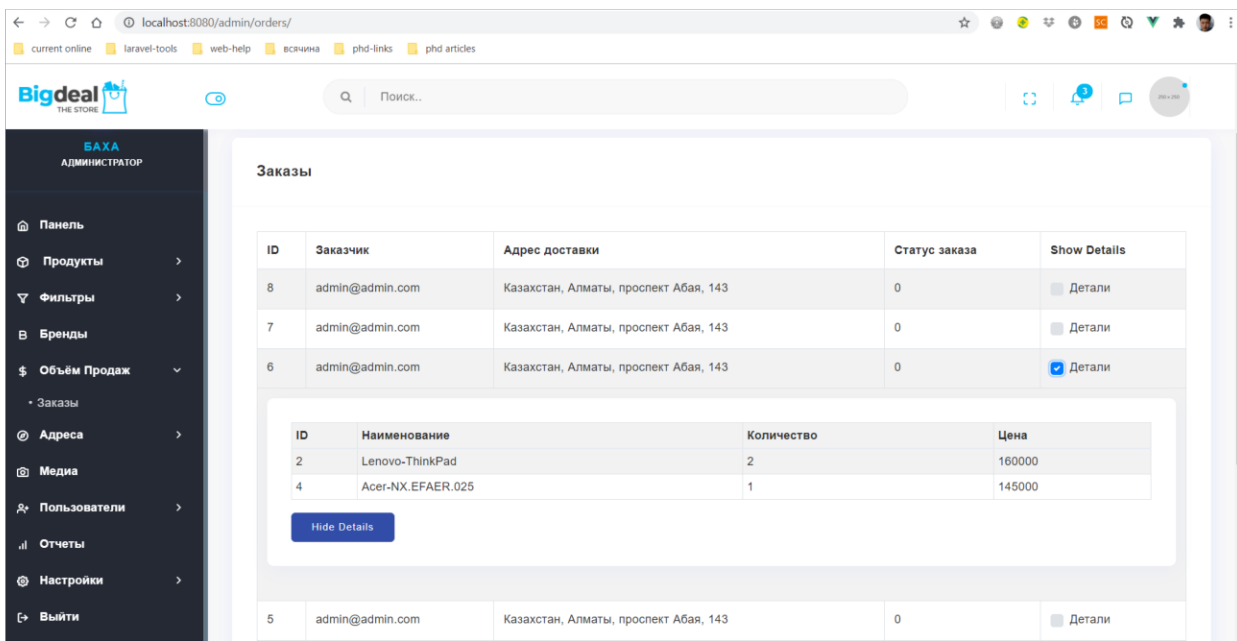 localhost:8080/admin/orders/
current online laravel-tools web-help всячина phd-links phd articles
Bigdeal
THE STORE
Поиск..
3
БАХА
АДМИНИСТРАТОР
Панель
Продукты
Фильтры
B Бренды
$ Объём Продаж
• Заказы
Адреса
Медиа
Пользователи
Отчеты
Настройки
Выйти
Заказы
ID Заказчик Адрес доставки Статус заказа Show Details
8 admin@admin.com Казахстан, Алматы, проспект Абая, 143 0 Детали
7 admin@admin.com Казахстан, Алматы, проспект Абая, 143 0 Детали
6 admin@admin.com Казахстан, Алматы, проспект Абая, 143 0 Детали
ID Наименование Количество Цена
2 Lenovo-ThinkPad 2 160000
4 Acer-NX.EFAER.025 1 145000
Hide Details
5 admin@admin.com Казахстан, Алматы, проспект Абая, 143 0 Детали